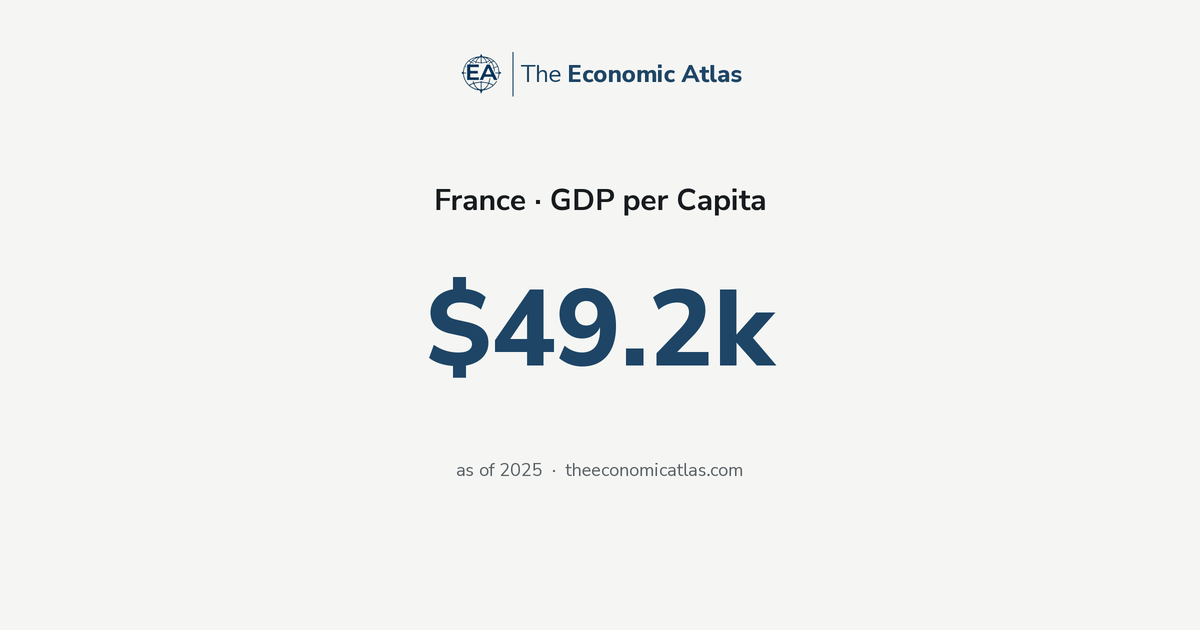 EA The Economic Atlas
France · GDP per Capita
$49.2k
as of 2025 · theeconomicatlas.com